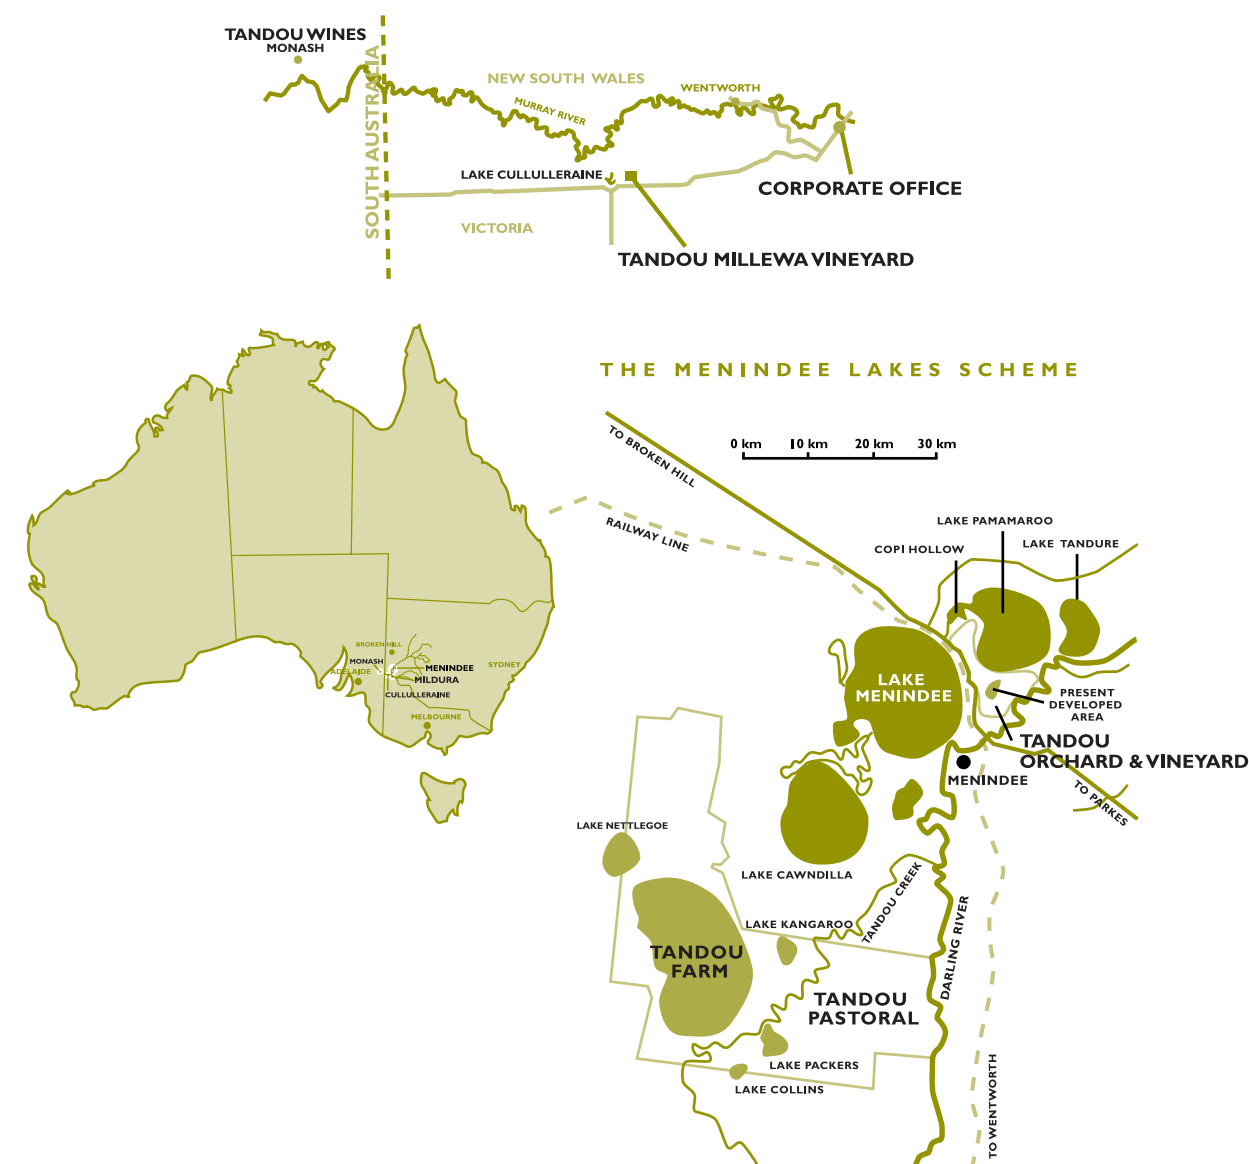 TANDOU WINES
MONASH
SOUTH AUSTRALIA
NEW SOUTH WALES
WENTWORTH
MURRAY RIVER
LAKE CULLULLERAINE
CORPORATE OFFICE
VICTORIA
TANDOU MILLEWA VINEYARD
THE MENINDEE LAKES SCHEME
0 km 10 km 20 km 30 km
TO BROKEN HILL
RAILWAY LINE
LAKE PAMAMAROO
COPI HOLLOW
LAKE TANDURE
BROKEN HILL
MONASH
ADELAIDE
MENINDEE
MILDURA
SYDNEY
CULLULLERAINE
MELBOURNE
LAKE
MENINDEE
PRESENT
DEVELOPED
AREA
TANDOU
ORCHARD & VINEYARD
MENINDEE
TO PARKES
LAKE NETTLEGOE
LAKE CAWNDILLA
TANDOU CREEK
LAKE KANGAROO
DARLING RIVER
TANDOU
FARM
TANDOU
PASTORAL
LAKE PACKERS
LAKE COLLINS
TO WENTWORTH